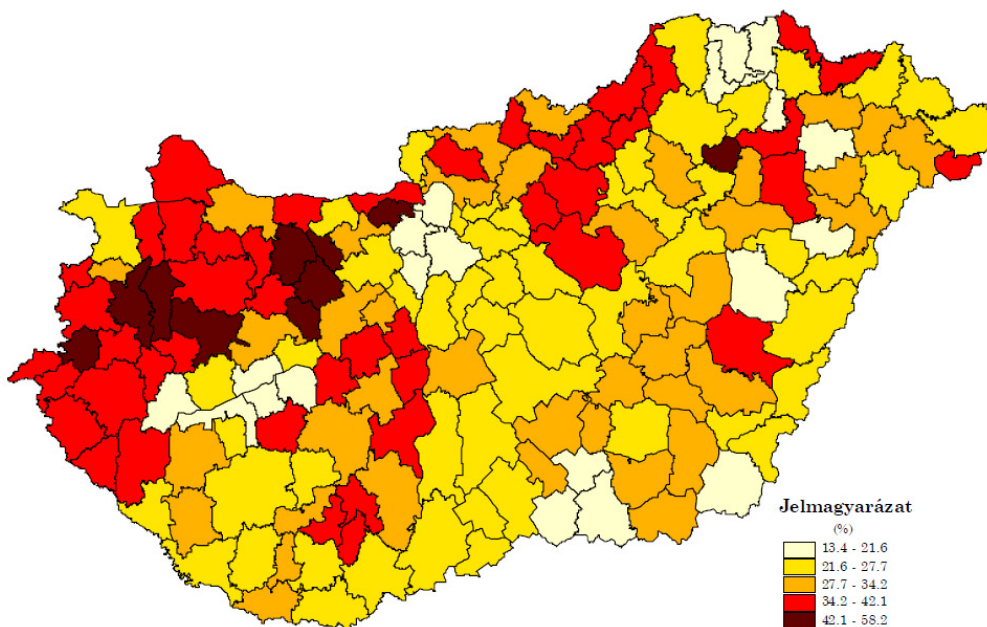 Jelmagyarázat
(%)
13.4 - 21.6
21.6 - 27.7
27.7 - 34.2
34.2 - 42.1
42.1 - 58.2